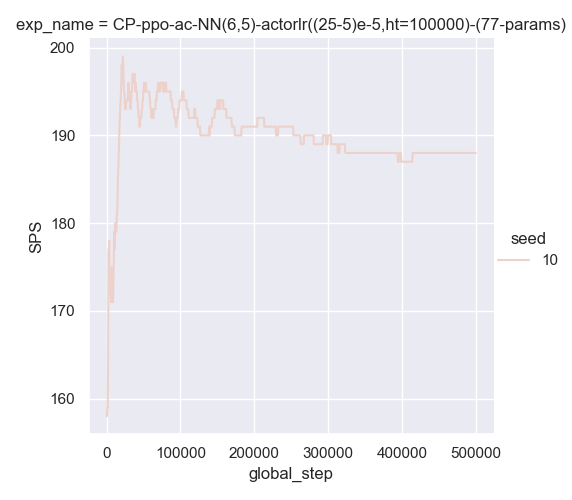 exp_name = CP-ppo-ac-NN(6,5)-actorlr((25-5)e-5,ht=100000)-(77-params)
200
190
180
170
160
SPS
0 100000 200000 300000 400000 500000
global_step
seed
10